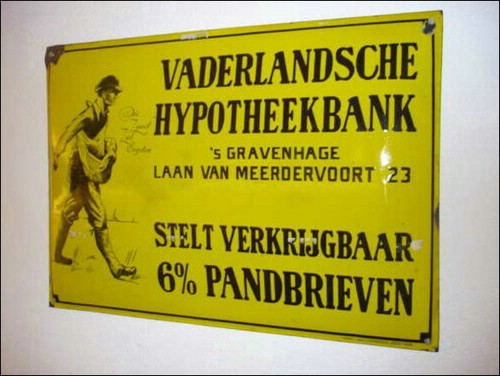 VADERLANDSCHE
HYPOTHEEKBANK
's GRAVENHAGE
LAAN VAN MEERDERVOORT 23
STELT VERKRIJGBAAR
6% PANDBRIEVEN